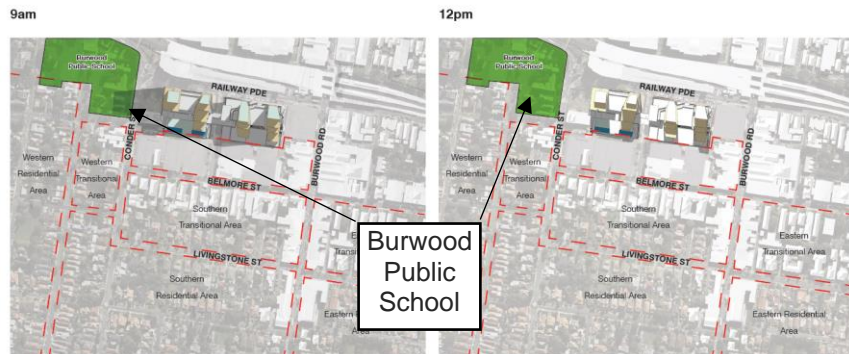 9am
12pm
Burwood
Public School
RAILWAY PDE
CONDER ST
BURWOOD RD
Western
Residential
Area
Western
Transitional
Area
BELMORE ST
Southern
Transitional Area
Eastern
Transitional
LIVINGSTONE ST
Southern
Residential Area
Eastern
Area
Burwood
Public School
RAILWAY PDE
CONDER ST
BURWOOD RD
Western
Residential
Area
Western
Transitional
Area
BELMORE ST
Southern
Transitional Area
Eastern
Transitional Area
LIVINGSTONE ST
Southern
Residential Area
Eastern Residential
Area
Burwood
Public
School